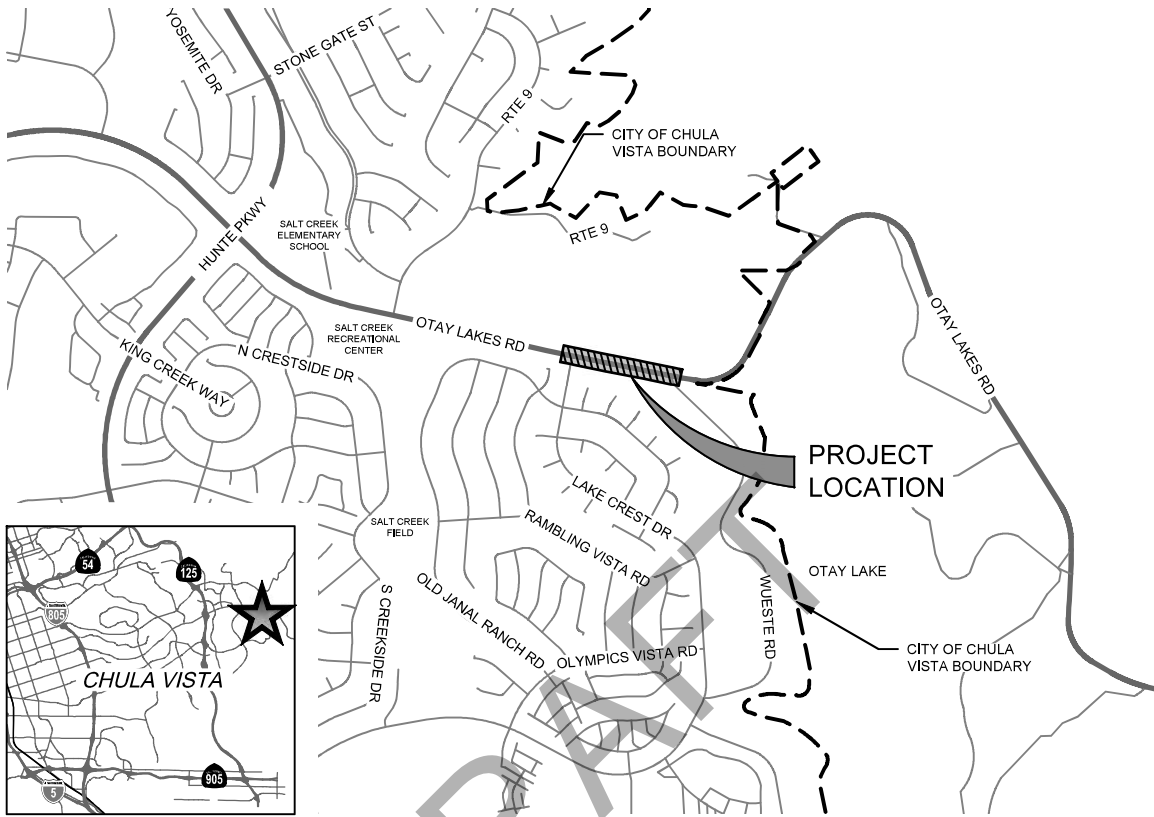 YOSEMITE DR
STONE GATE ST
RTE 9
CITY OF CHULA
VISTA BOUNDARY
HUNTE PKWY
SALT CREEK
ELEMENTARY
SCHOOL
RTE 9
OTAY LAKES RD
SALT CREEK
RECREATIONAL
CENTER
OTAY LAKES RD
KING CREEK WAY
N CRESTSIDE DR
PROJECT
LOCATION
LAKE CREST DR
SALT CREEK
FIELD
RAMBLING VISTA RD
OTAY LAKE
OLD JANAL RANCH RD
S CREEKSIDE DR
WUESTE RD
OLYMPICS VISTA RD
CITY OF CHULA
VISTA BOUNDARY
54
125
805
CHULA VISTA
905
5
DRAFT